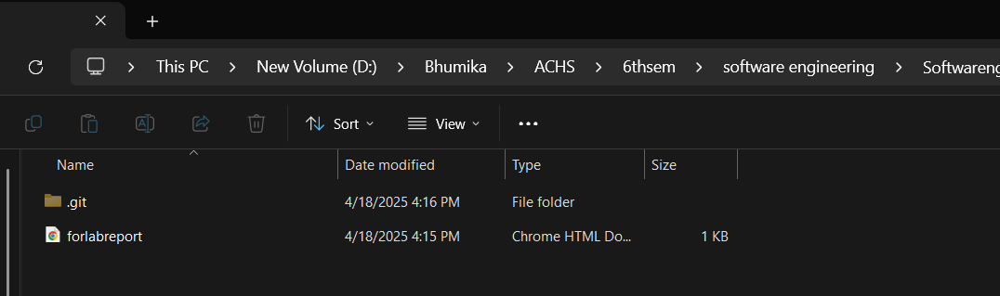 This PC New Volume (D:) Bhumika ACHS 6thsem software engineering Softwareng
Sort View
Name Date modified Type Size
.git 4/18/2025 4:16 PM File folder
forlabreport 4/18/2025 4:15 PM Chrome HTML Do... 1 KB